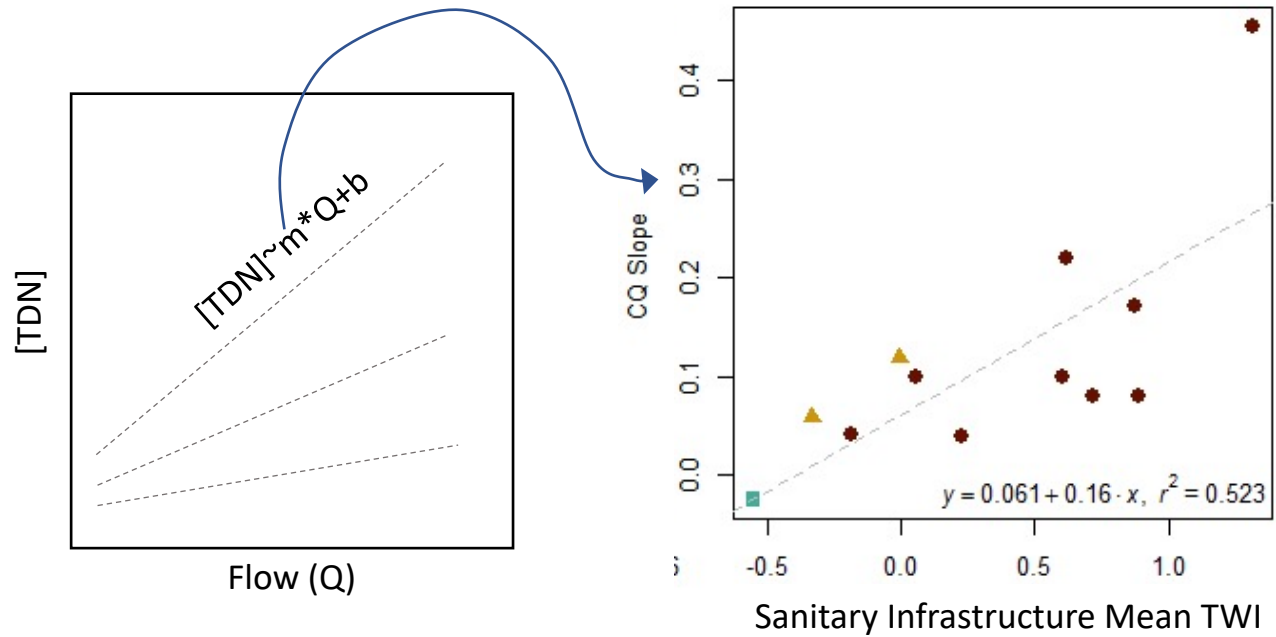 [TDN]~m*Q+b
[TDN]
Flow (Q)
CQ Slope
0.4
0.3
0.2
0.1
0.0
y = 0.061 + 0.16 · x, r² = 0.523
-0.5 0.0 0.5 1.0
Sanitary Infrastructure Mean TWI